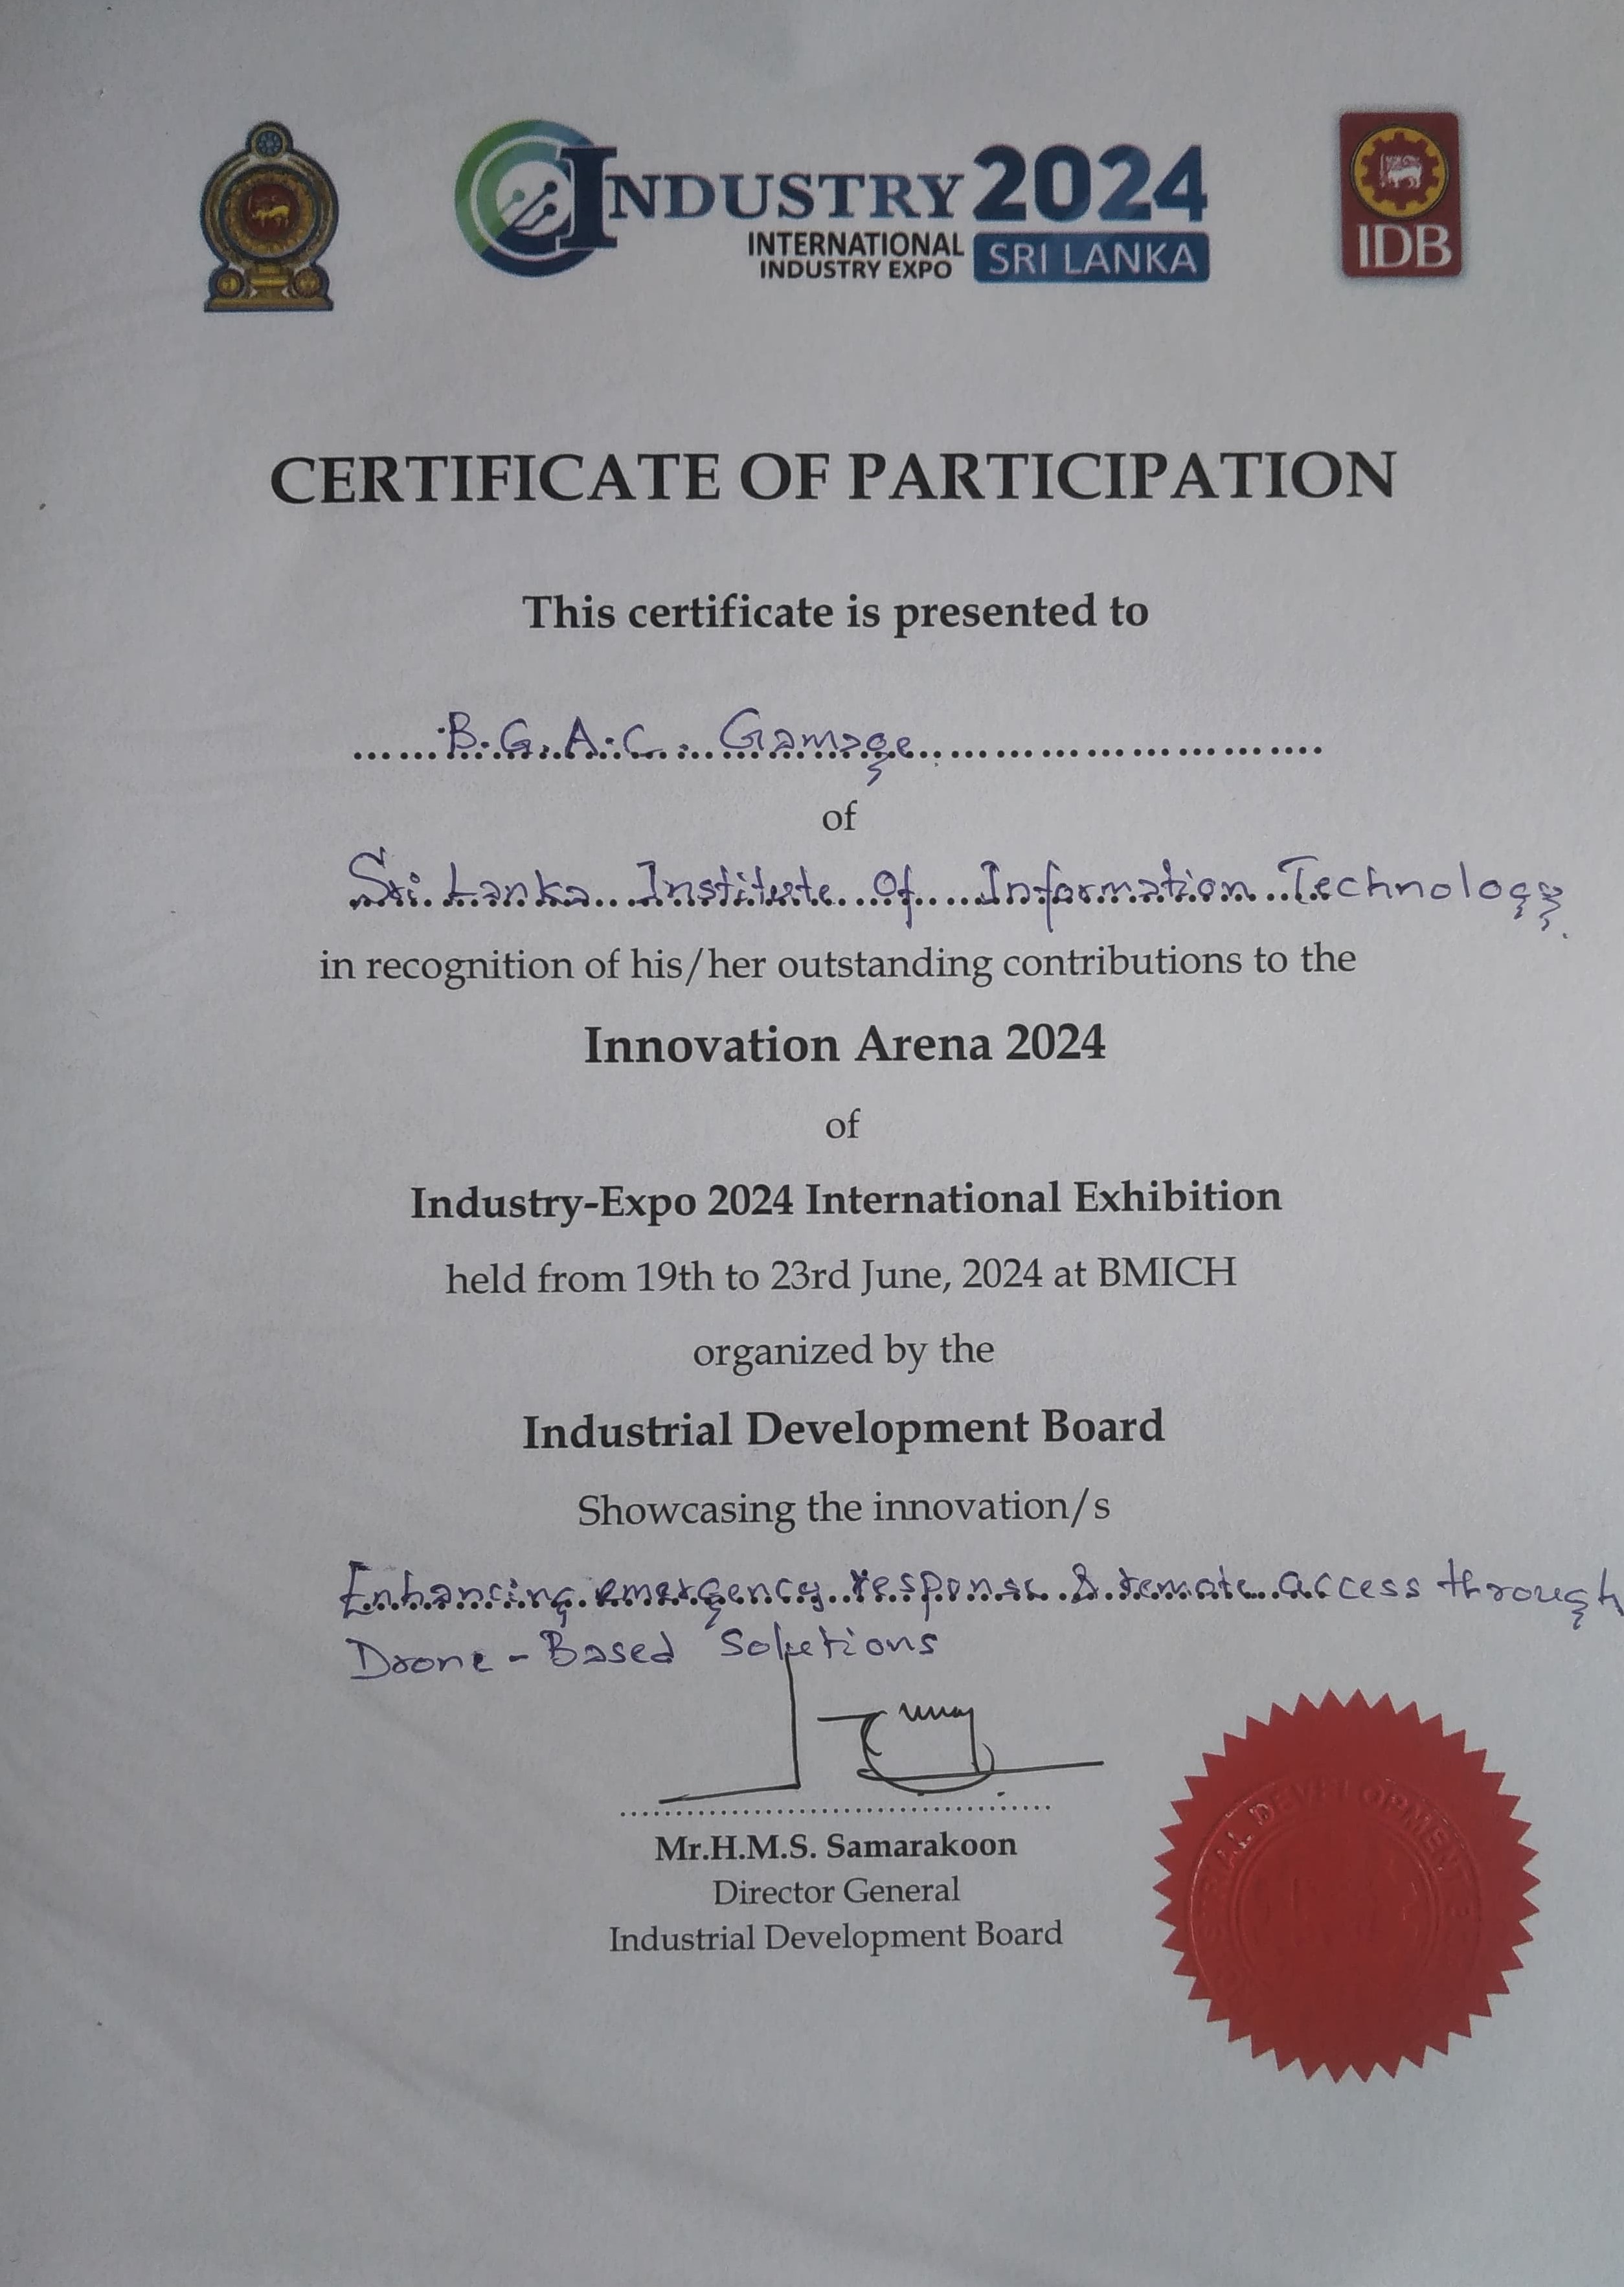 INDUSTRY 2024
INTERNATIONAL
INDUSTRY EXPO
SRI LANKA
IDB
CERTIFICATE OF PARTICIPATION
This certificate is presented to
B.G.A.C. Gamage
of
Sri Lanka Institute Of Information Technology
in recognition of his/her outstanding contributions to the
Innovation Arena 2024
of
Industry-Expo 2024 International Exhibition
held from 19th to 23rd June, 2024 at BMICH
organized by the
Industrial Development Board
Showcasing the innovation/s
Enhancing emergency response & remote access through
Drone-Based Solutions
Mr.H.M.S. Samarakoon
Director General
Industrial Development Board
DEVELOPMENT